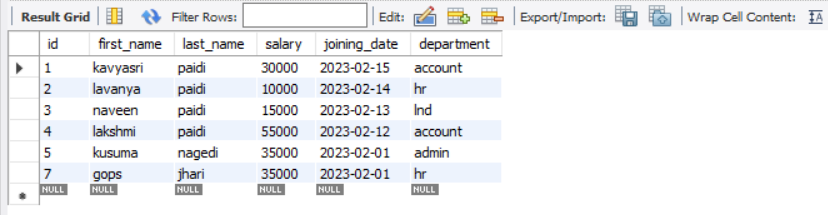 Result Grid Filter Rows: Edit: Export/Import: Wrap Cell Content: IA
id first_name last_name salary joining_date department
1 kavyasri paidi 30000 2023-02-15 account
2 lavanya paidi 10000 2023-02-14 hr
3 naveen paidi 15000 2023-02-13 lnd
4 lakshmi paidi 55000 2023-02-12 account
5 kusuma nagedi 35000 2023-02-01 admin
7 gops jhari 35000 2023-02-01 hr
NULL NULL NULL NULL NULL NULL